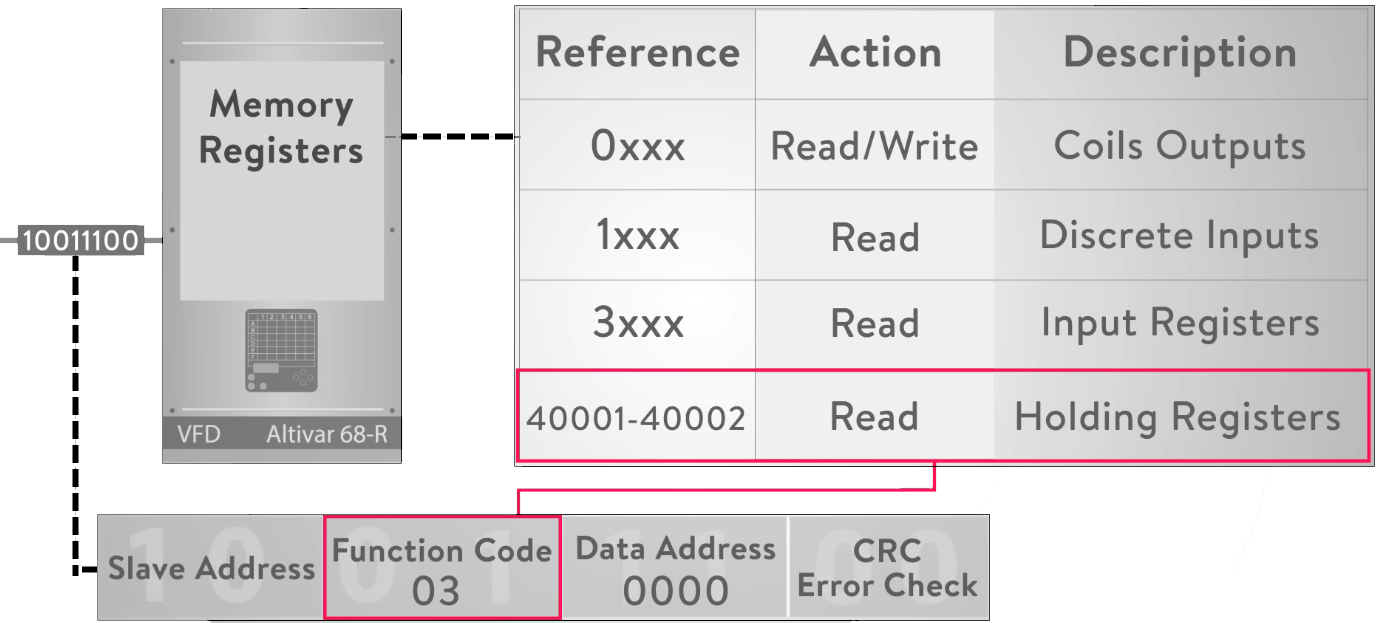 Memory
Registers
10011100
VFD Altivar 68-R
Reference Action Description
0xxx Read/Write Coils Outputs
1xxx Read Discrete Inputs
3xxx Read Input Registers
40001-40002 Read Holding Registers
10011100
Slave Address
Function Code
03
Data Address
0000
CRC
Error Check